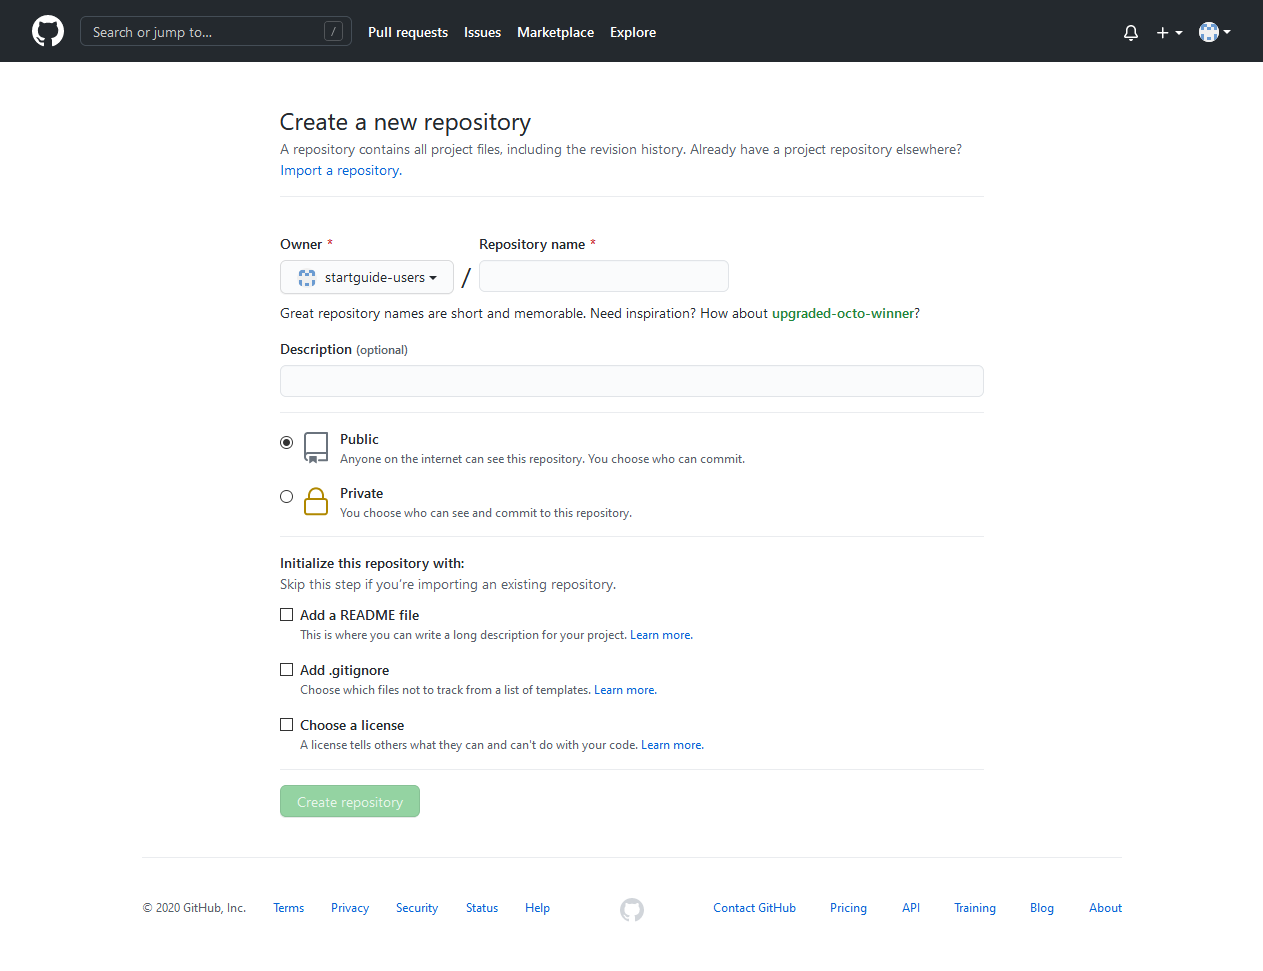 Search or jump to...
/
Pull requests
Issues
Marketplace
Explore
Create a new repository
A repository contains all project files, including the revision history. Already have a project repository elsewhere?
Import a repository.
Owner *
Repository name *
startguide-users
/
Great repository names are short and memorable. Need inspiration? How about upgraded-octo-winner?
Description (optional)
Public
Anyone on the internet can see this repository. You choose who can commit.
Private
You choose who can see and commit to this repository.
Initialize this repository with:
Skip this step if you're importing an existing repository.
Add a README file
This is where you can write a long description for your project. Learn more.
Add .gitignore
Choose which files not to track from a list of templates. Learn more.
Choose a license
A license tells others what they can and can't do with your code. Learn more.
Create repository
© 2020 GitHub, Inc.
Terms
Privacy
Security
Status
Help
Contact GitHub
Pricing
API
Training
Blog
About